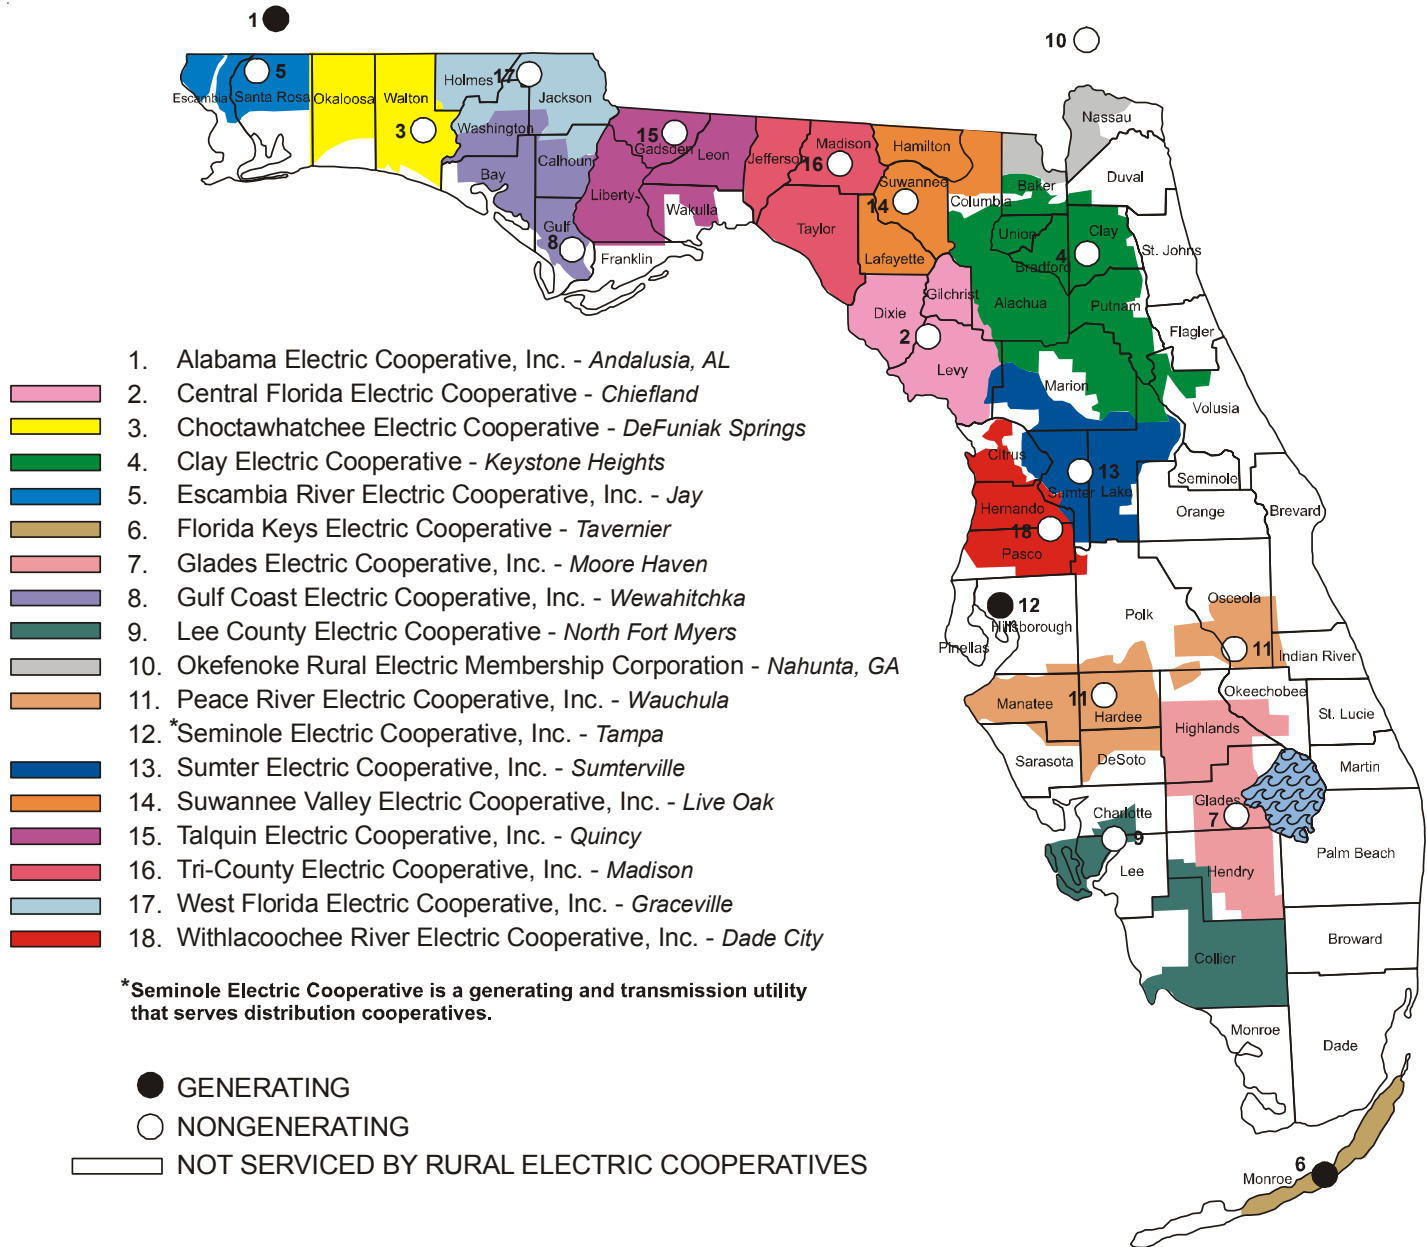 1
10
5
17
Holmes
Escambia
Santa Rosa
Okaloosa
Walton
Jackson
Nassau
3
Washington
15
Gadsden
Leon
Jefferson
Madison
16
Hamilton
Calhoun
Bay
Duval
Liberty
Wakulla
Suwannee
14
Columbia
Baker
Gulf
8
Franklin
Taylor
Lafayette
Union
Clay
4
Bradford
St. Johns
Dixie
Gilchrist
Alachua
Putnam
Flagler
2
Levy
Marion
Volusia
Citrus
13
Sumter
Lake
Seminole
Hernando
18
Orange
Brevard
Pasco
12
Hillsborough
Polk
Osceola
Pinellas
11
Indian River
Manatee
11
Hardee
Okeechobee
Highlands
St. Lucie
Sarasota
DeSoto
Martin
Charlotte
Glades
7
9
Lee
Hendry
Palm Beach
Collier
Broward
Monroe
Dade
6
Monroe
1. Alabama Electric Cooperative, Inc. - Andalusia, AL
2. Central Florida Electric Cooperative - Chiefland
3. Choctawhatchee Electric Cooperative - DeFuniak Springs
4. Clay Electric Cooperative - Keystone Heights
5. Escambia River Electric Cooperative, Inc. - Jay
6. Florida Keys Electric Cooperative - Tavernier
7. Glades Electric Cooperative, Inc. - Moore Haven
8. Gulf Coast Electric Cooperative, Inc. - Wewahitchka
9. Lee County Electric Cooperative - North Fort Myers
10. Okefenoke Rural Electric Membership Corporation - Nahunta, GA
11. Peace River Electric Cooperative, Inc. - Wauchula
12. *Seminole Electric Cooperative, Inc. - Tampa
13. Sumter Electric Cooperative, Inc. - Sumterville
14. Suwannee Valley Electric Cooperative, Inc. - Live Oak
15. Talquin Electric Cooperative, Inc. - Quincy
16. Tri-County Electric Cooperative, Inc. - Madison
17. West Florida Electric Cooperative, Inc. - Graceville
18. Withlacoochee River Electric Cooperative, Inc. - Dade City
*Seminole Electric Cooperative is a generating and transmission utility
that serves distribution cooperatives.
GENERATING
NONGENERATING
NOT SERVICED BY RURAL ELECTRIC COOPERATIVES